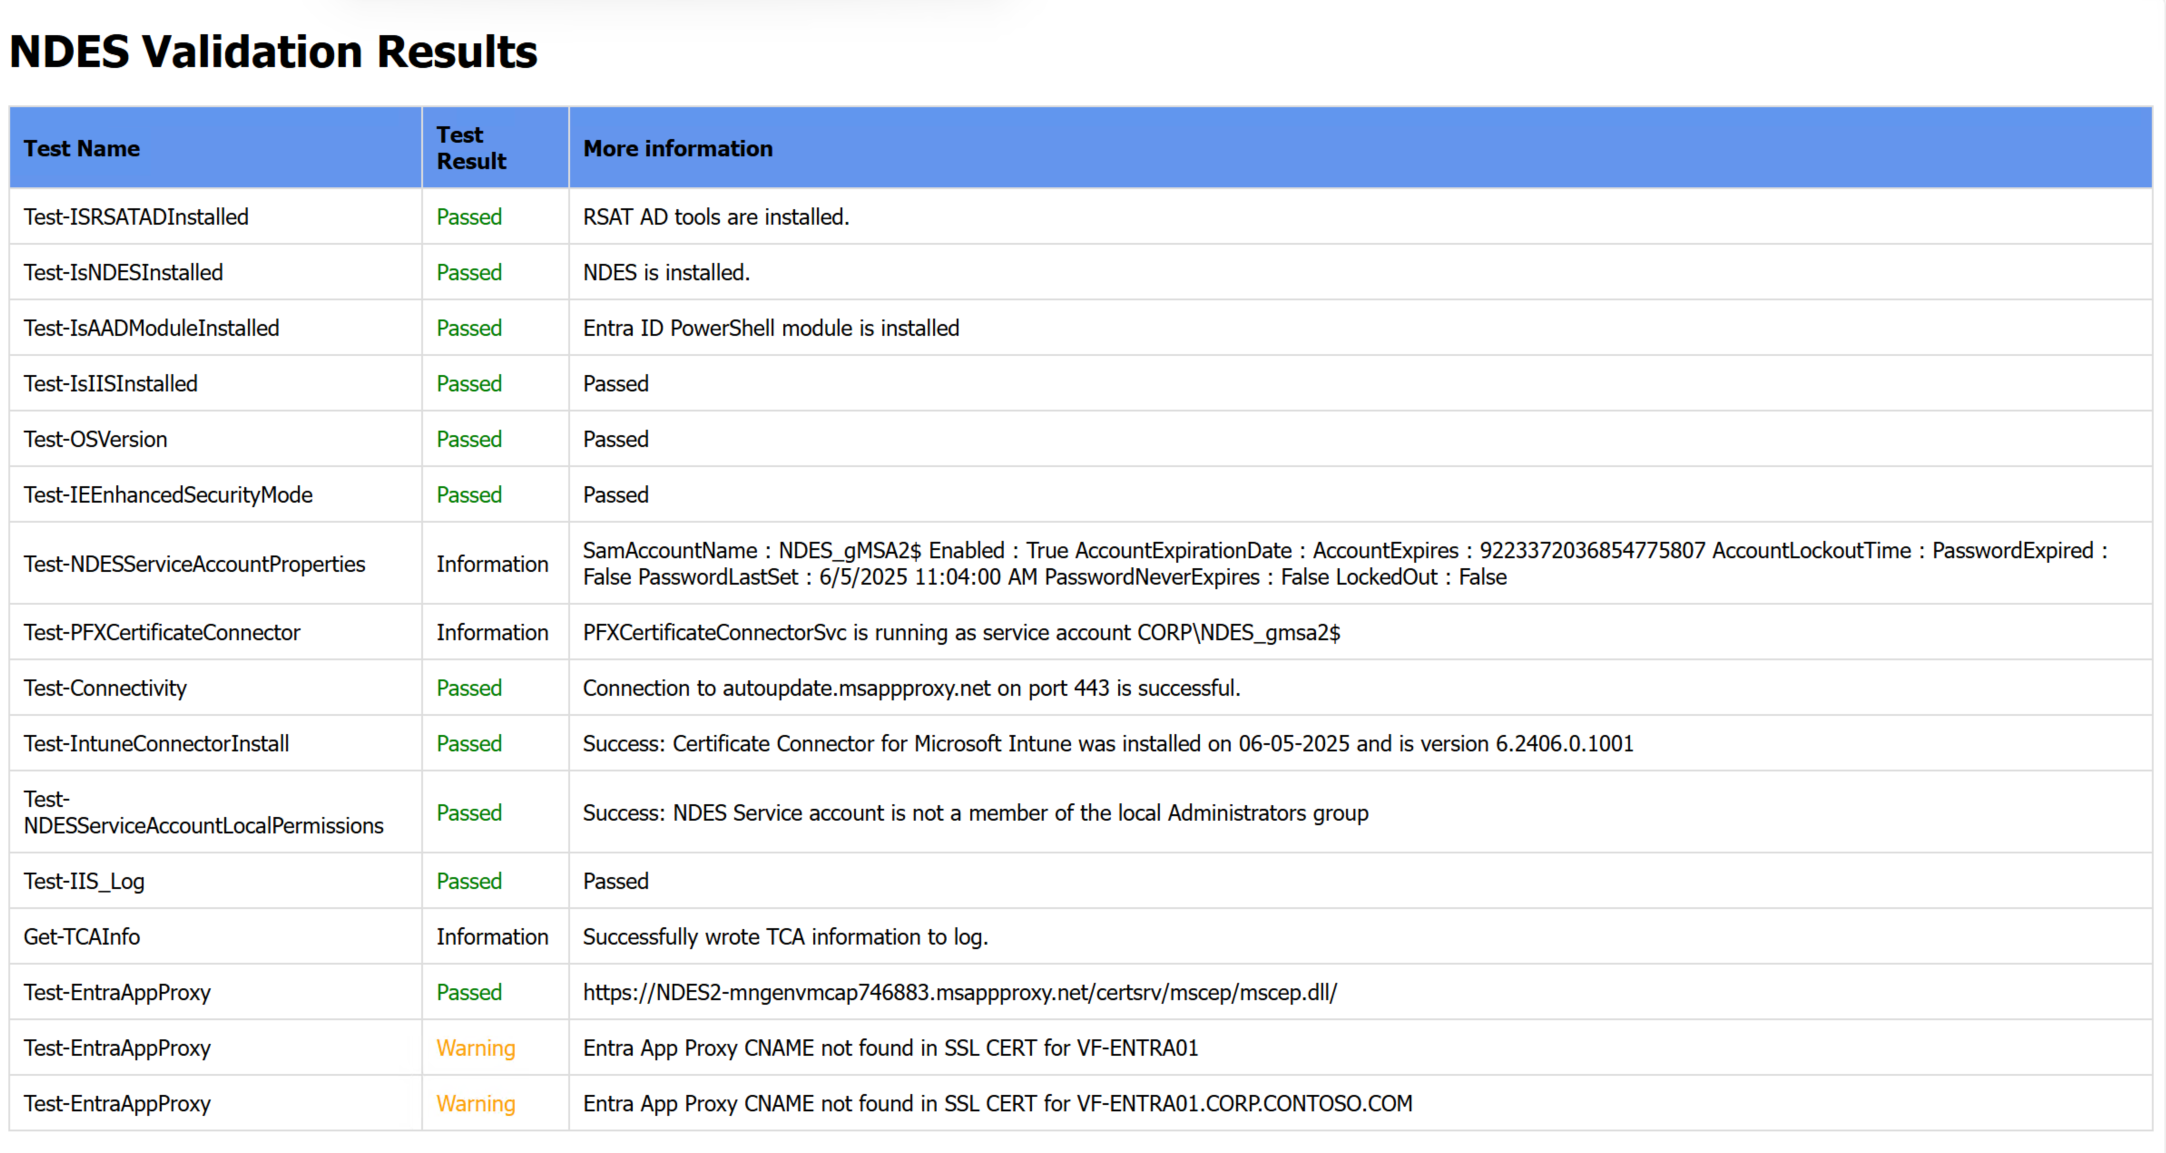 NDES Validation Results
Test Name
Test
Result
More information
Test-ISRSATADInstalled
Passed
RSAT AD tools are installed.
Test-IsNDESInstalled
Passed
NDES is installed.
Test-IsAADModuleInstalled
Passed
Entra ID PowerShell module is installed
Test-IsIISInstalled
Passed
Passed
Test-OSVersion
Passed
Passed
Test-IEEnhancedSecurityMode
Passed
Passed
Test-NDESServiceAccountProperties
Information
SamAccountName : NDES_gMSA2$ Enabled : True AccountExpirationDate : AccountExpires : 9223372036854775807 AccountLockoutTime : PasswordExpired :
False PasswordLastSet : 6/5/2025 11:04:00 AM PasswordNeverExpires : False LockedOut : False
Test-PFXCertificateConnector
Information
PFXCertificateConnectorSvc is running as service account CORP\NDES_gmsa2$
Test-Connectivity
Passed
Connection to autoupdate.msappproxy.net on port 443 is successful.
Test-IntuneConnectorInstall
Passed
Success: Certificate Connector for Microsoft Intune was installed on 06-05-2025 and is version 6.2406.0.1001
Test-
NDESServiceAccountLocalPermissions
Passed
Success: NDES Service account is not a member of the local Administrators group
Test-IIS_Log
Passed
Passed
Get-TCAInfo
Information
Successfully wrote TCA information to log.
Test-EntraAppProxy
Passed
https://NDES2-mngenvmcap746883.msappproxy.net/certsrv/mscep/mscep.dll/
Test-EntraAppProxy
Warning
Entra App Proxy CNAME not found in SSL CERT for VF-ENTRA01
Test-EntraAppProxy
Warning
Entra App Proxy CNAME not found in SSL CERT for VF-ENTRA01.CORP.CONTOSO.COM